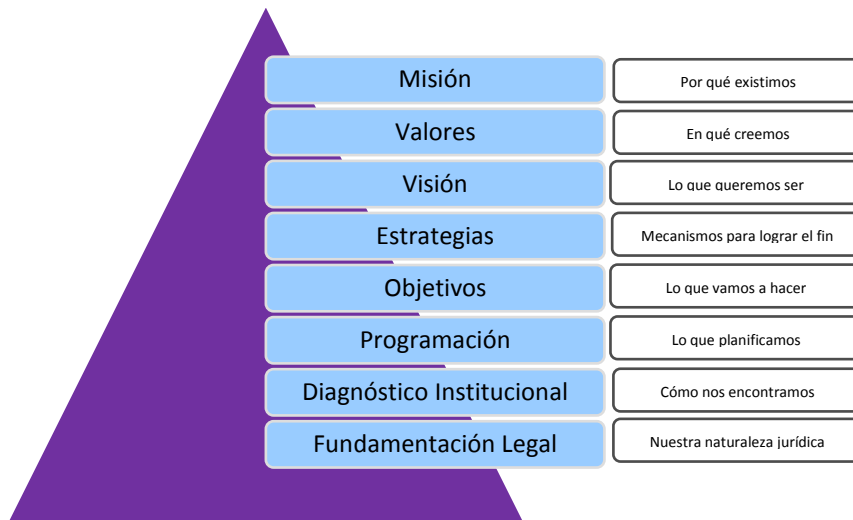 Misión
Por qué existimos
Valores
En qué creemos
Visión
Lo que queremos ser
Estrategias
Mecanismos para lograr el fin
Objetivos
Lo que vamos a hacer
Programación
Lo que planificamos
Diagnóstico Institucional
Cómo nos encontramos
Fundamentación Legal
Nuestra naturaleza jurídica